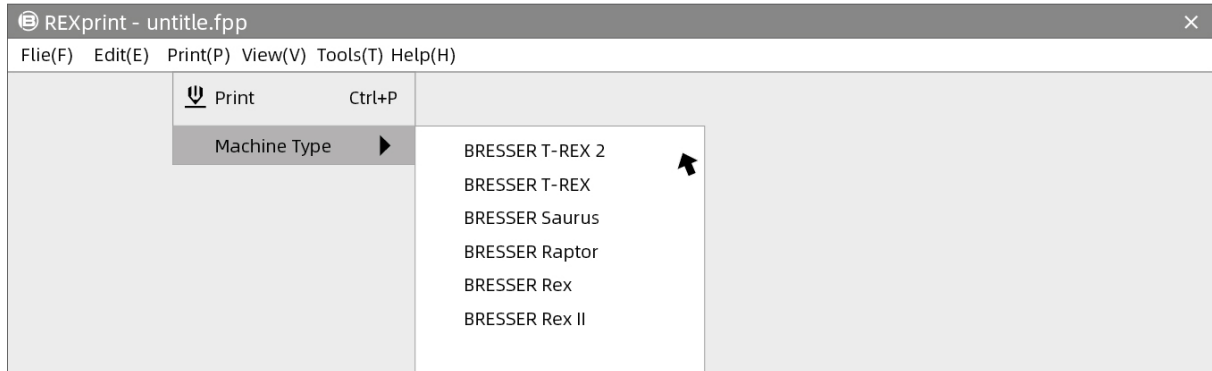 REXprint - untitle.fpp
Flie(F) Edit(E) Print(P) View(V) Tools(T) Help(H)
Print Ctrl+P
Machine Type
BRESSER T-REX 2
BRESSER T-REX
BRESSER Saurus
BRESSER Raptor
BRESSER Rex
BRESSER Rex II